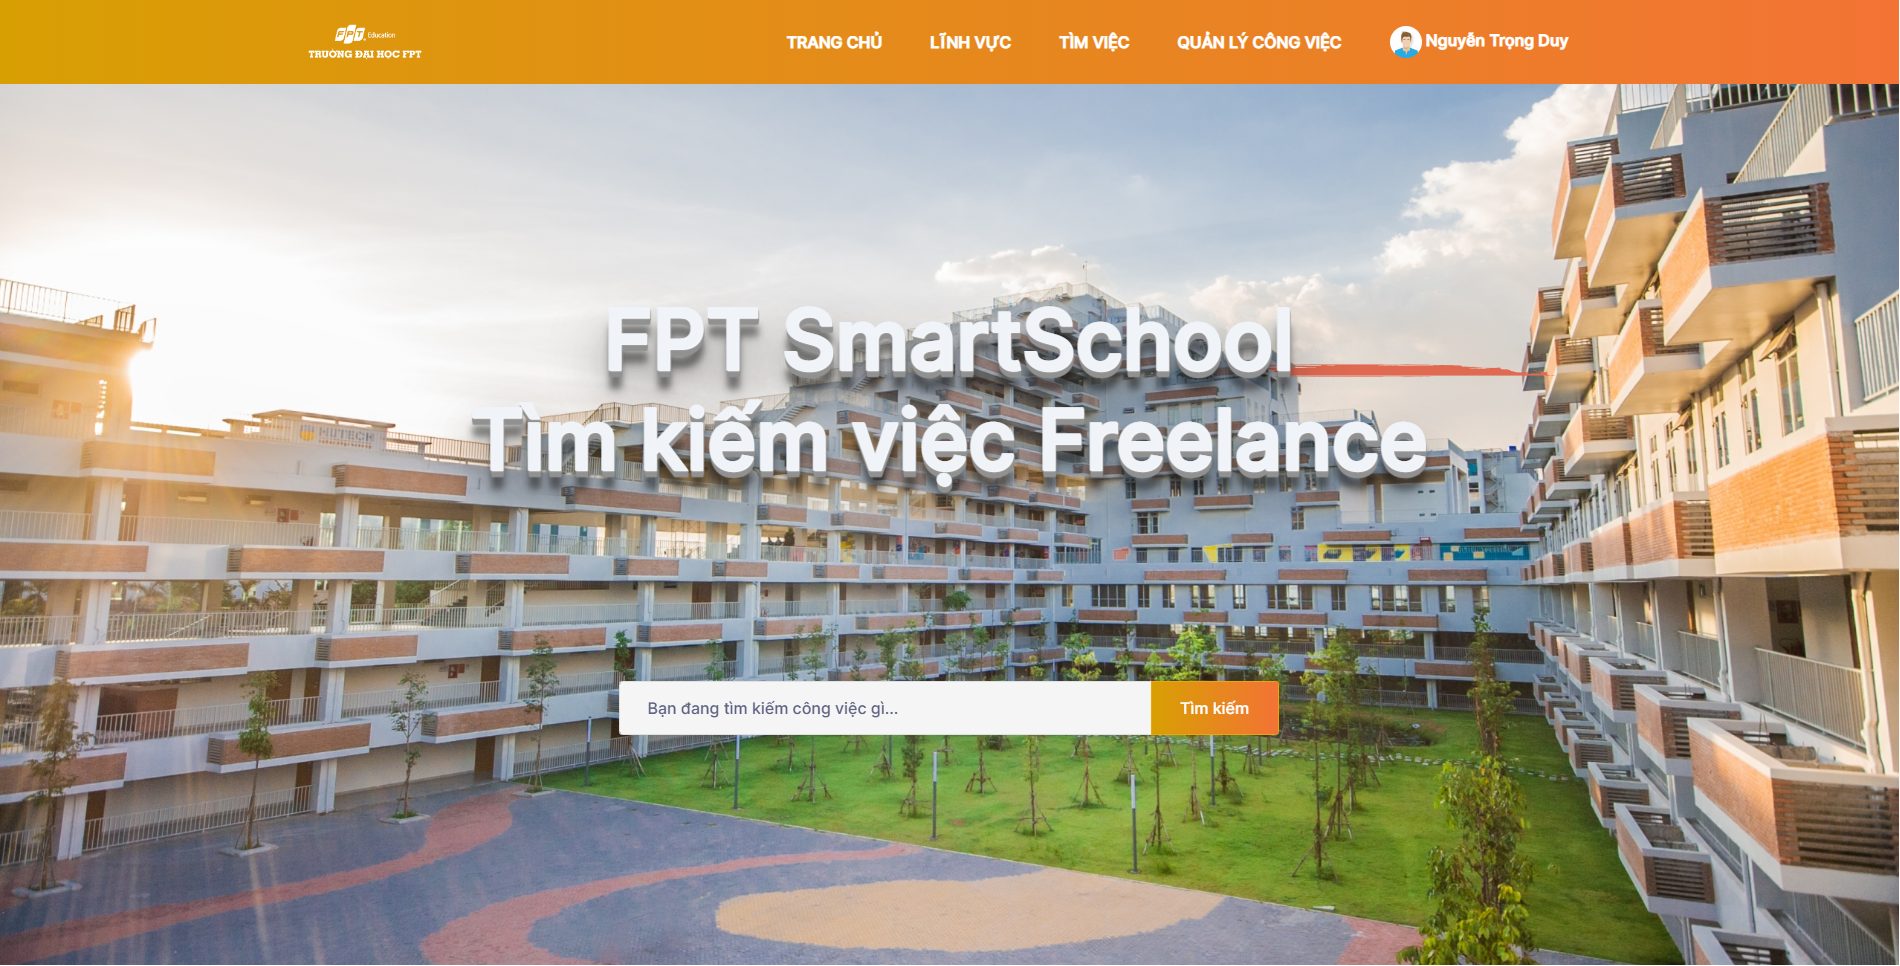 FPT Education
TRƯỜNG ĐẠI HỌC FPT
TRANG CHỦ
LĨNH VỰC
TÌM VIỆC
QUẢN LÝ CÔNG VIỆC
Nguyễn Trọng Duy
FPT SmartSchool
Tìm kiếm việc Freelance
HUTECH
Bạn đang tìm kiếm công việc gì...
Tìm kiếm